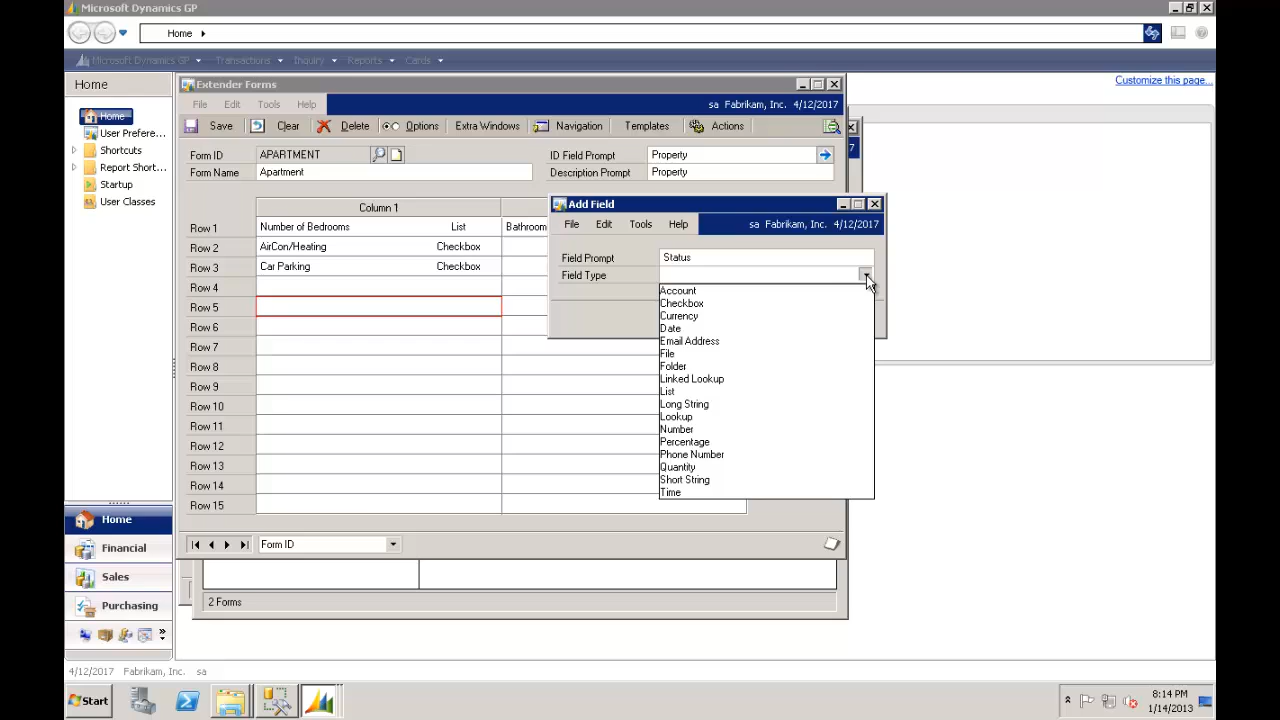 Microsoft Dynamics GP
Home
Microsoft Dynamics GP Transactions Inquiry Reports Cards
Home
Customize this page...
Home
User Prefere...
Shortcuts
Report Short...
Startup
User Classes
Extender Forms
File Edit Tools Help
sa Fabrikam, Inc. 4/12/2017
Save Clear Delete Options Extra Windows Navigation Templates Actions
Form ID APARTMENT
ID Field Prompt Property
Form Name Apartment
Description Prompt Property
Column 1
Row 1 Number of Bedrooms List Bathroom
Row 2 AirCon/Heating Checkbox
Row 3 Car Parking Checkbox
Row 4
Row 5
Row 6
Row 7
Row 8
Row 9
Row 10
Row 11
Row 12
Row 13
Row 14
Row 15
Form ID
2 Forms
Add Field
File Edit Tools Help
sa Fabrikam, Inc. 4/12/2017
Field Prompt Status
Field Type
Account
Checkbox
Currency
Date
Email Address
File
Folder
Linked Lookup
List
Long String
Lookup
Number
Percentage
Phone Number
Quantity
Short String
Time
Home
Financial
Sales
Purchasing
4/12/2017 Fabrikam, Inc. sa
Start
8:14 PM
1/14/2013